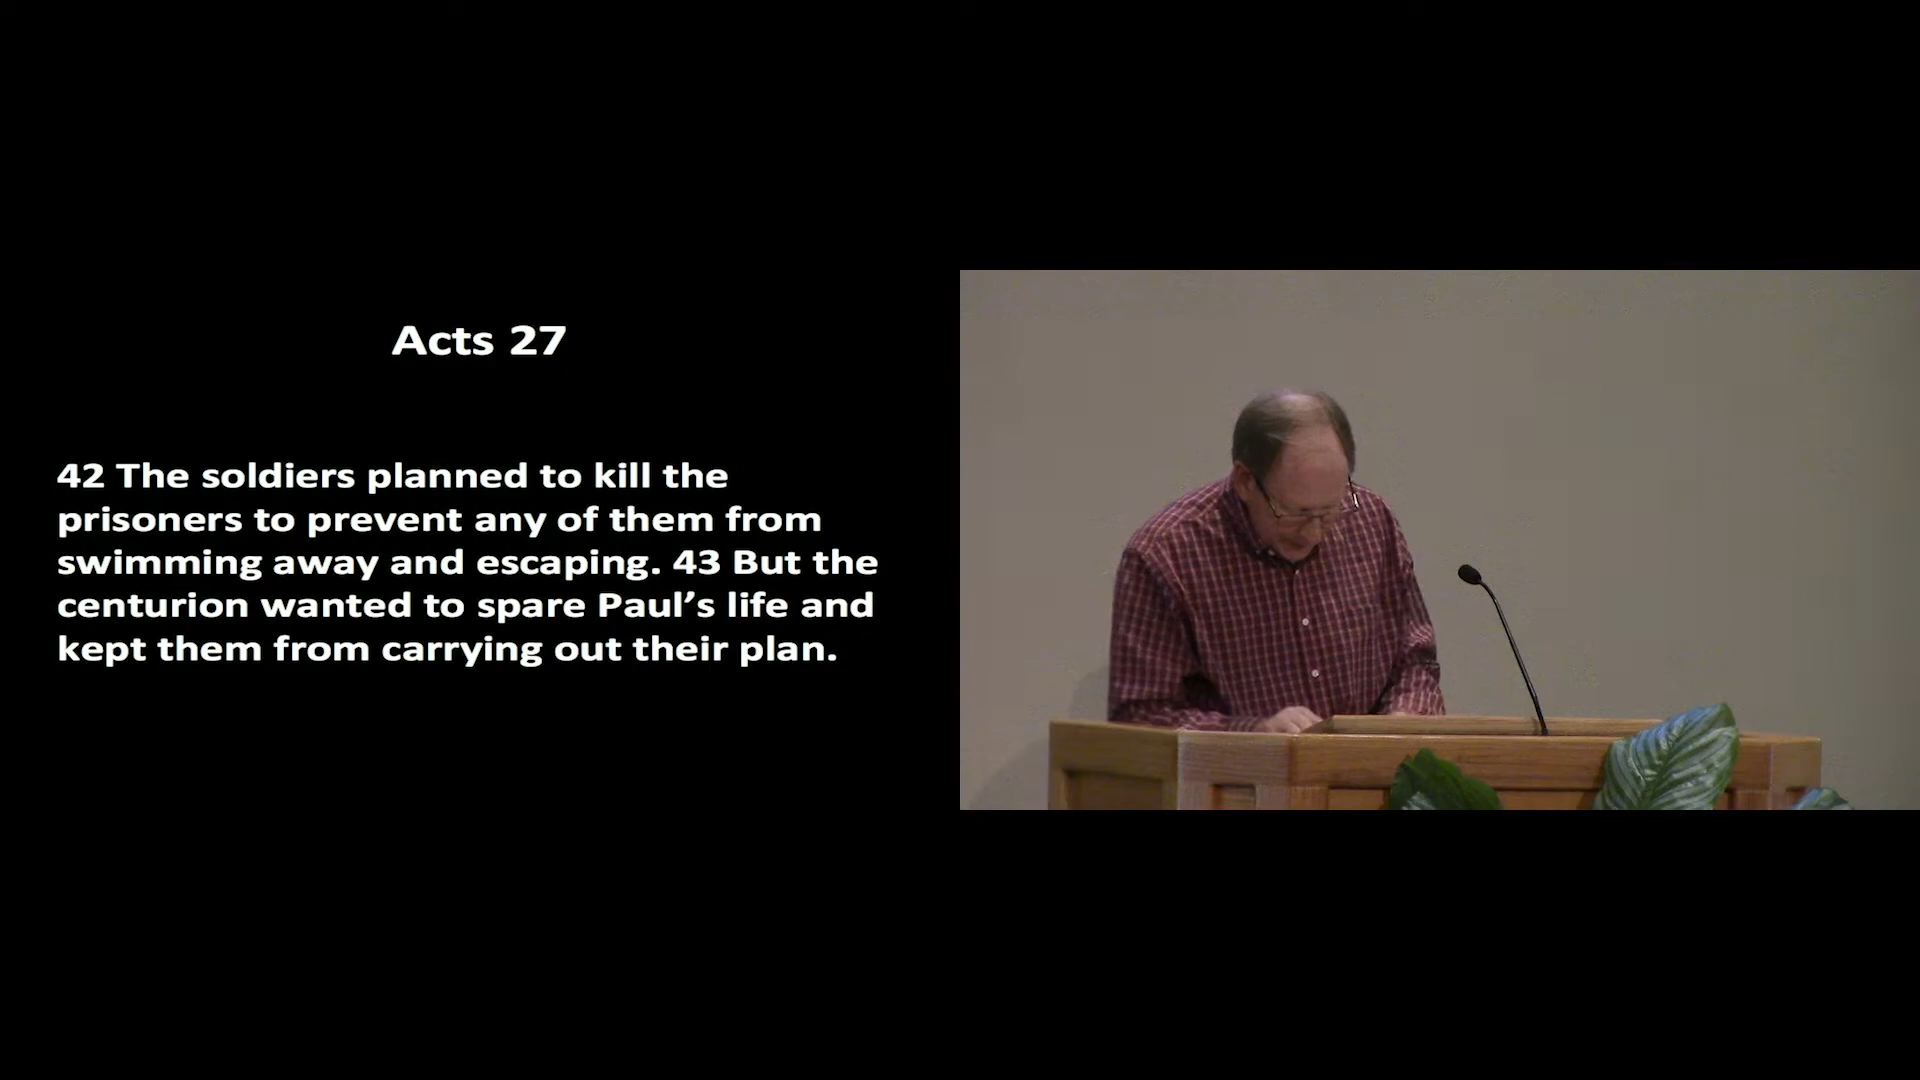 Acts 27
42 The soldiers planned to kill the
prisoners to prevent any of them from
swimming away and escaping. 43 But the
centurion wanted to spare Paul’s life and
kept them from carrying out their plan.